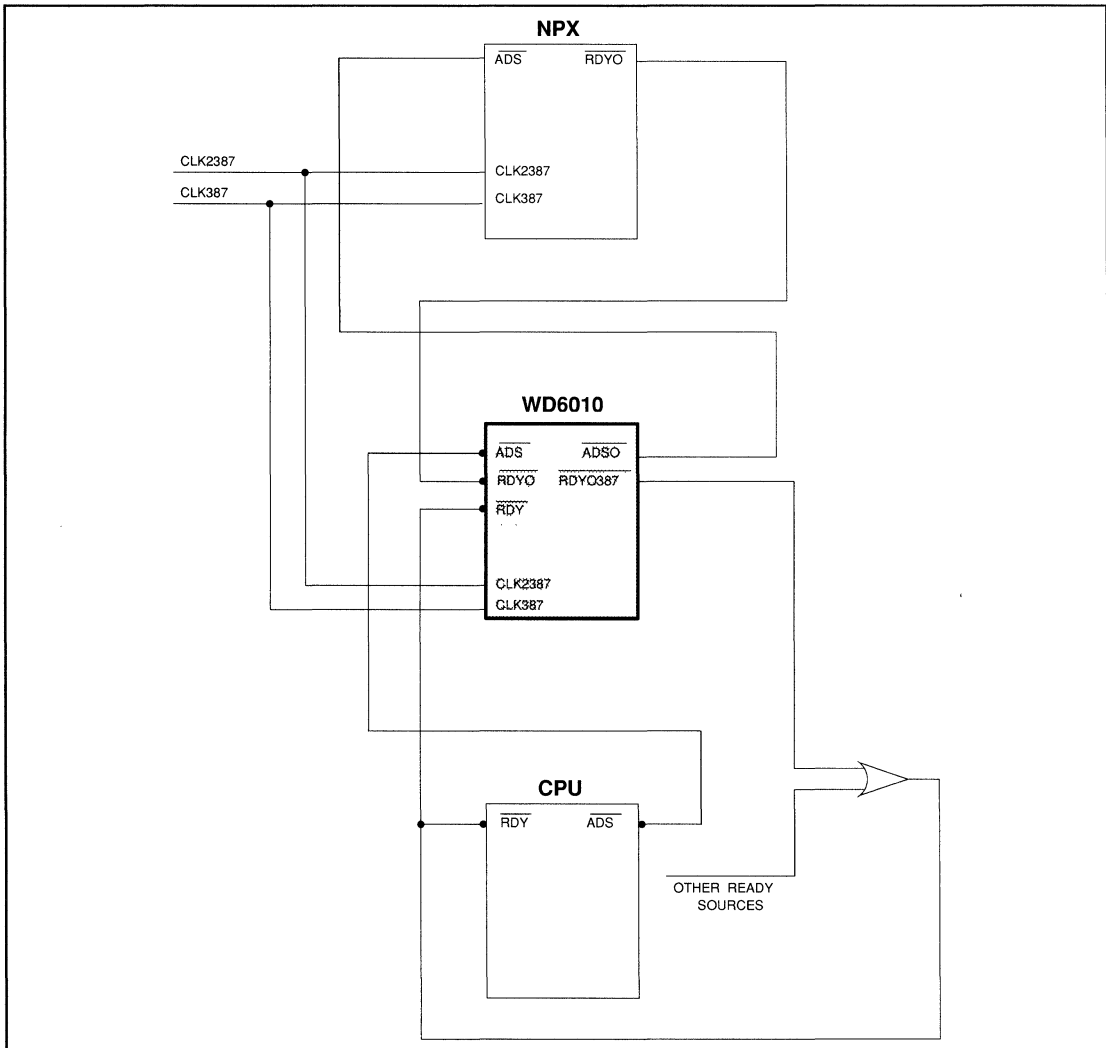 NPX
ADS RDYO
CLK2387
CLK2387
CLK387
CLK387
WD6010
ADS ADSO
RDYO RDYO387
RDY
CLK2387
CLK387
CPU
RDY ADS
OTHER READY
SOURCES